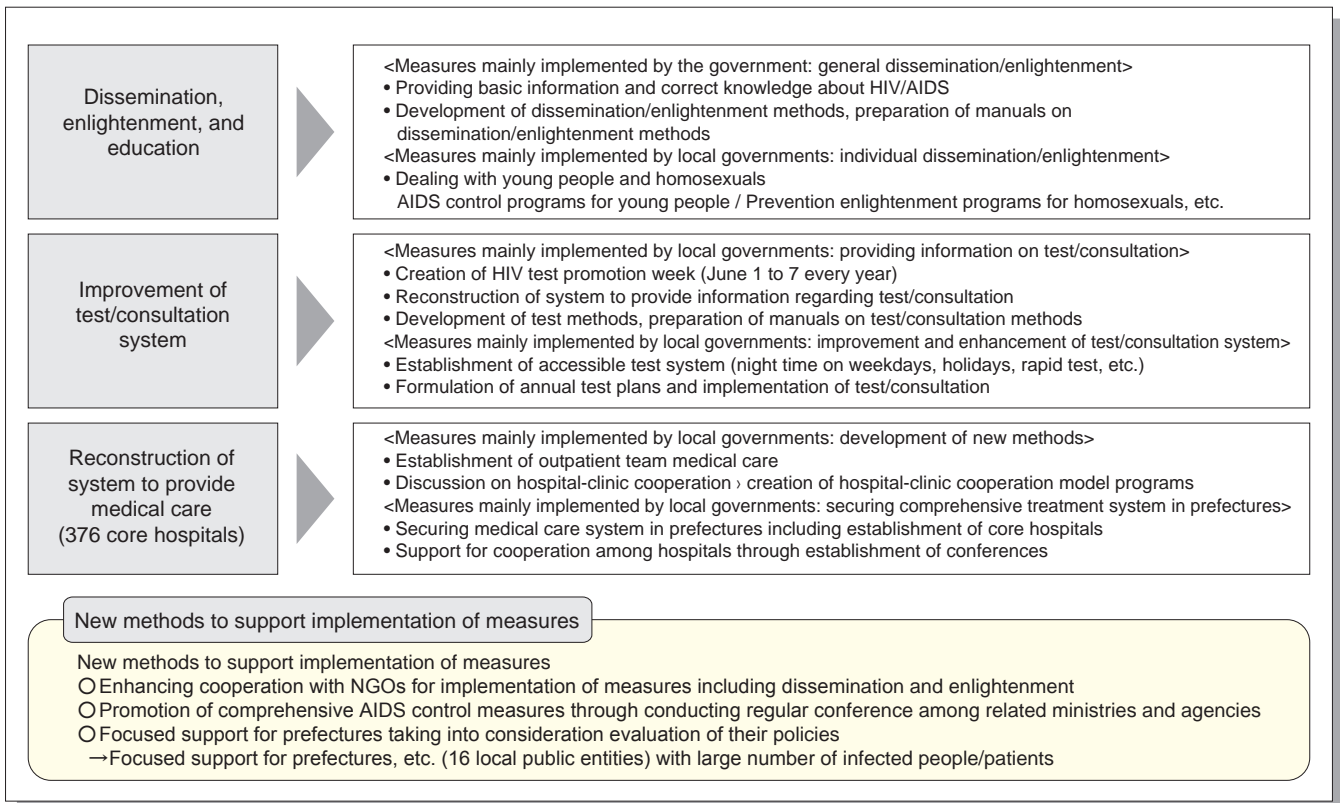 Dissemination,
enlightenment, and
education
<Measures mainly implemented by the government: general dissemination/enlightenment>
• Providing basic information and correct knowledge about HIV/AIDS
• Development of dissemination/enlightenment methods, preparation of manuals on
dissemination/enlightenment methods
<Measures mainly implemented by local governments: individual dissemination/enlightenment>
• Dealing with young people and homosexuals
AIDS control programs for young people / Prevention enlightenment programs for homosexuals, etc.
Improvement of
test/consultation
system
<Measures mainly implemented by local governments: providing information on test/consultation>
• Creation of HIV test promotion week (June 1 to 7 every year)
• Reconstruction of system to provide information regarding test/consultation
• Development of test methods, preparation of manuals on test/consultation methods
<Measures mainly implemented by local governments: improvement and enhancement of test/consultation system>
• Establishment of accessible test system (night time on weekdays, holidays, rapid test, etc.)
• Formulation of annual test plans and implementation of test/consultation
Reconstruction of
system to provide
medical care
(376 core hospitals)
<Measures mainly implemented by local governments: development of new methods>
• Establishment of outpatient team medical care
• Discussion on hospital-clinic cooperation › creation of hospital-clinic cooperation model programs
<Measures mainly implemented by local governments: securing comprehensive treatment system in prefectures>
• Securing medical care system in prefectures including establishment of core hospitals
• Support for cooperation among hospitals through establishment of conferences
New methods to support implementation of measures
New methods to support implementation of measures
○Enhancing cooperation with NGOs for implementation of measures including dissemination and enlightenment
○Promotion of comprehensive AIDS control measures through conducting regular conference among related ministries and agencies
○Focused support for prefectures taking into consideration evaluation of their policies
→Focused support for prefectures, etc. (16 local public entities) with large number of infected people/patients